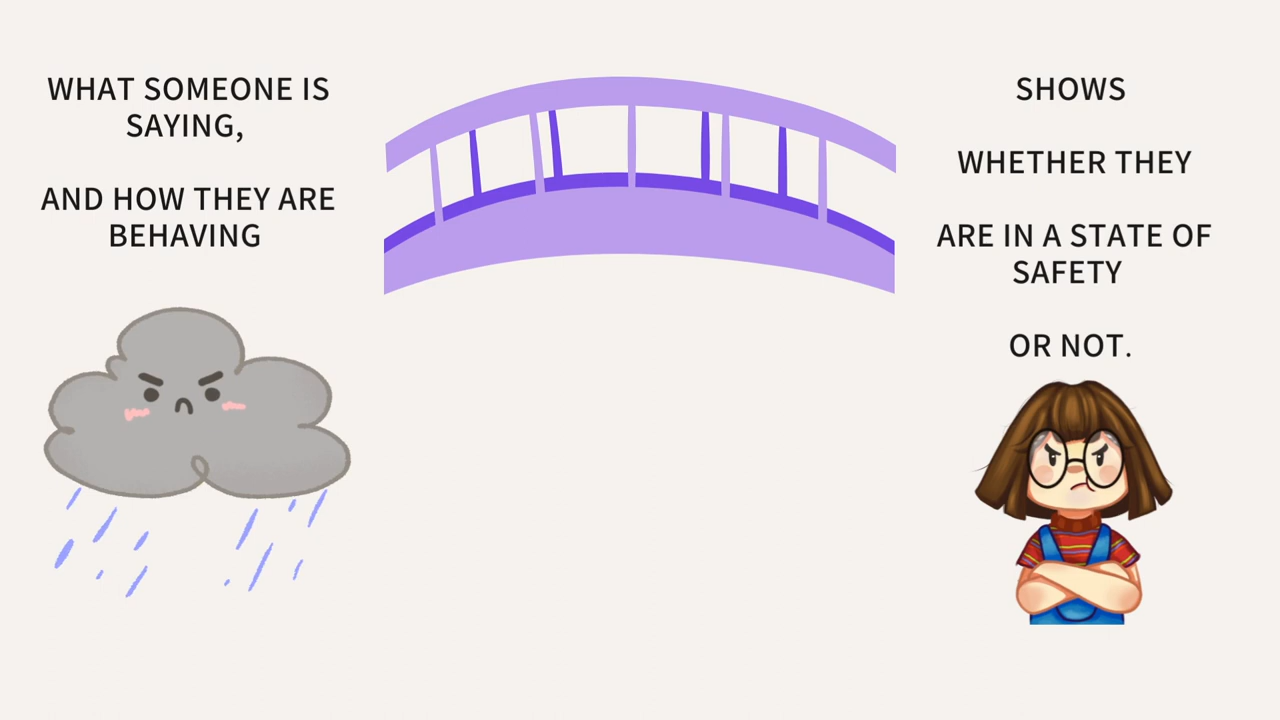 WHAT SOMEONE IS
SAYING,
AND HOW THEY ARE
BEHAVING
SHOWS
WHETHER THEY
ARE IN A STATE OF
SAFETY
OR NOT.